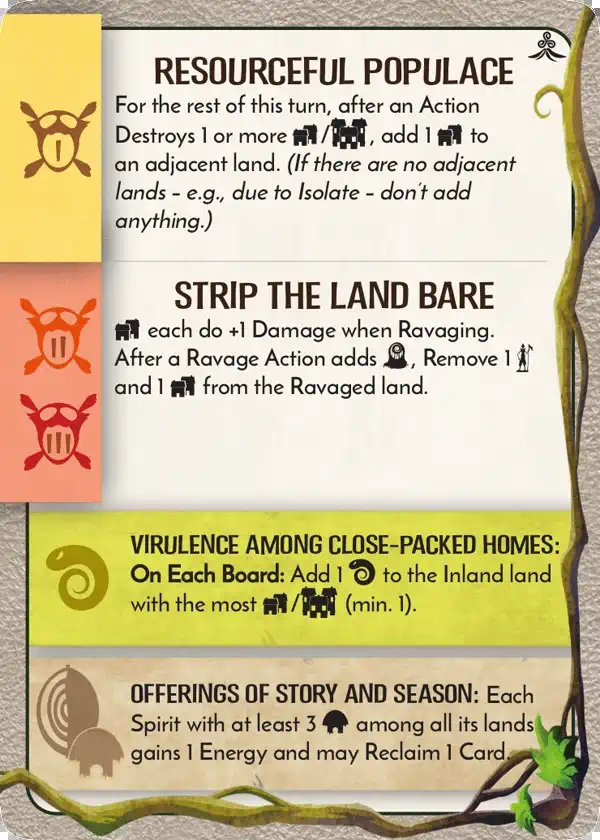 RESOURCEFUL POPULACE
For the rest of this turn, after an Action
Destroys 1 or more / , add 1 to
an adjacent land. (If there are no adjacent
lands – e.g., due to Isolate – don't add
anything.)
I
STRIP THE LAND BARE
each do +1 Damage when Ravaging.
After a Ravage Action adds , Remove 1
and 1 from the Ravaged land.
II
III
VIRULENCE AMONG CLOSE-PACKED HOMES:
On Each Board: Add 1 to the Inland land
with the most / (min. 1).
OFFERINGS OF STORY AND SEASON: Each
Spirit with at least 3 among all its lands
gains 1 Energy and may Reclaim 1 Card.